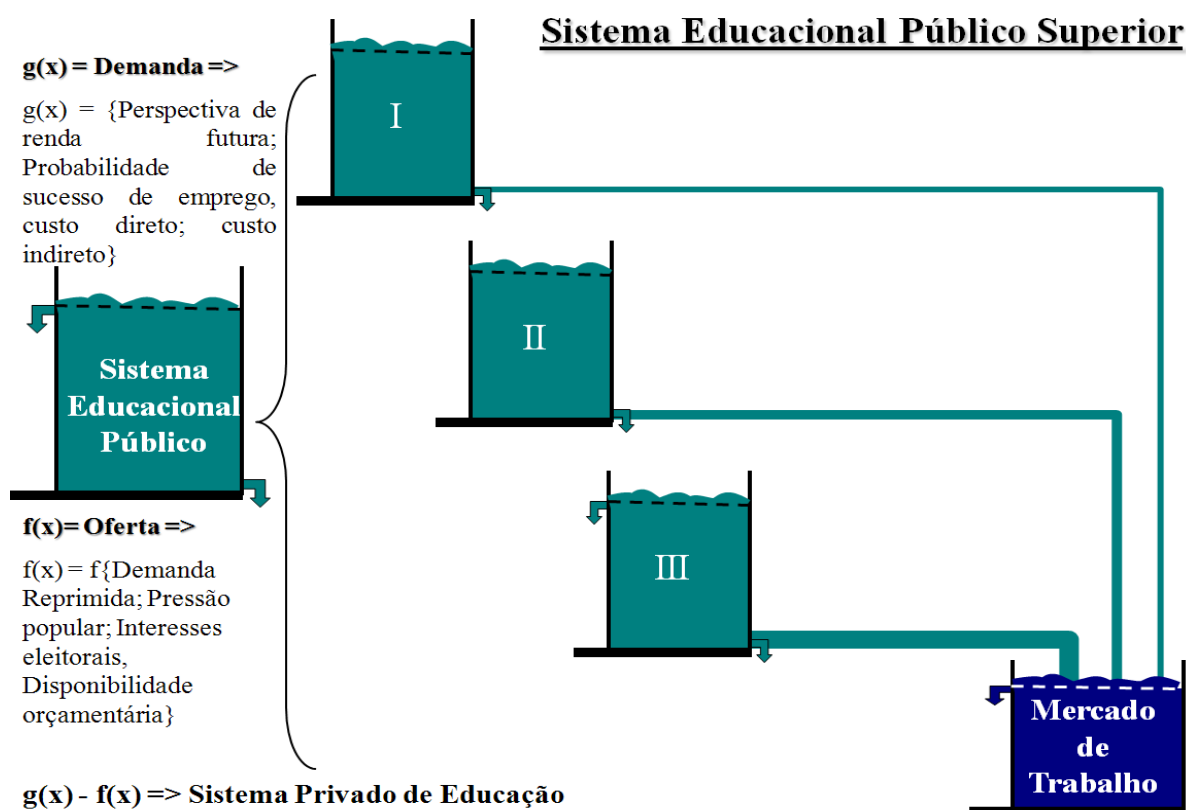 Sistema Educacional Público Superior
g(x) = Demanda =>
g(x) = {Perspectiva de
renda futura;
Probabilidade de
sucesso de emprego,
custo direto; custo
indireto}
I
II
Sistema
Educacional
Público
III
f(x)= Oferta =>
f(x) = f{Demanda
Reprimida; Pressão
popular; Interesses
eleitorais,
Disponibilidade
orçamentária}
Mercado
de
Trabalho
g(x) - f(x) => Sistema Privado de Educação